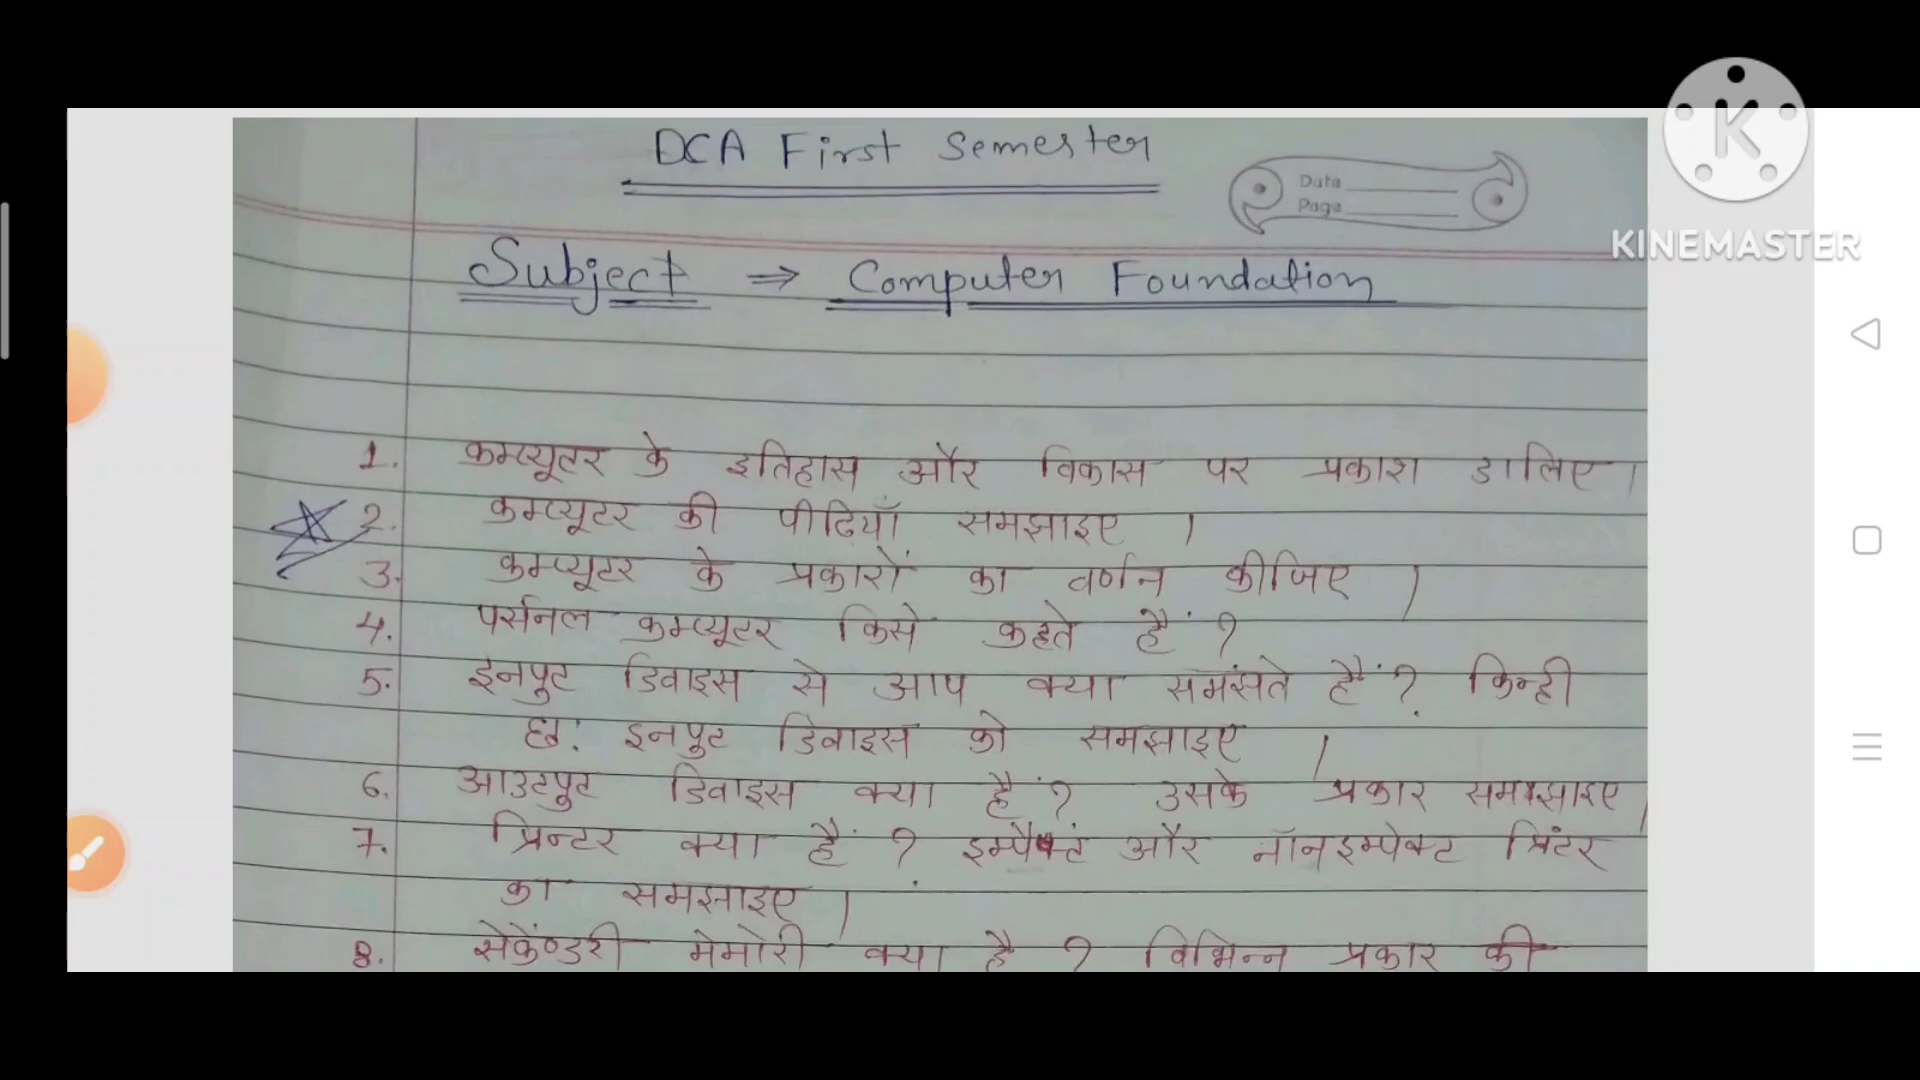 DCA First Semester
Date
Page
KINEMASTER
Subject ⇒ Computer Foundation
1. कम्प्यूटर के इतिहास और विकास पर प्रकाश डालिए।
2. कम्प्यूटर की पीढ़ियाँ समझाइए।
3. कम्प्यूटर के प्रकारों का वर्णन कीजिए।
4. पर्सनल कम्प्यूटर किसे कहते हैं?
5. इनपुट डिवाइस से आप क्या समंझते हैं? किन्ही
छ: इनपुट डिवाइस को समझाइए।
6. आउटपुट डिवाइस क्या है? उसके प्रकार समझाइए।
7. प्रिन्टर क्या है? इम्पैक्ट और नॉनइम्पेक्ट प्रिंटर
का समझाइए।
8. सेकैण्डरी मेमोरी क्या है? विभिन्न प्रकार की